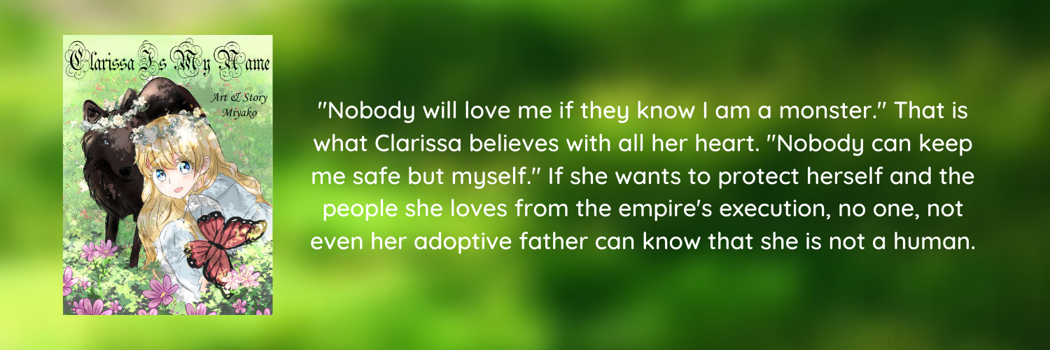 Clarissa Is My Name
Art & Story
Miyako
"Nobody will love me if they know I am a monster." That is
what Clarissa believes with all her heart. "Nobody can keep
me safe but myself." If she wants to protect herself and the
people she loves from the empire's execution, no one, not
even her adoptive father can know that she is not a human.